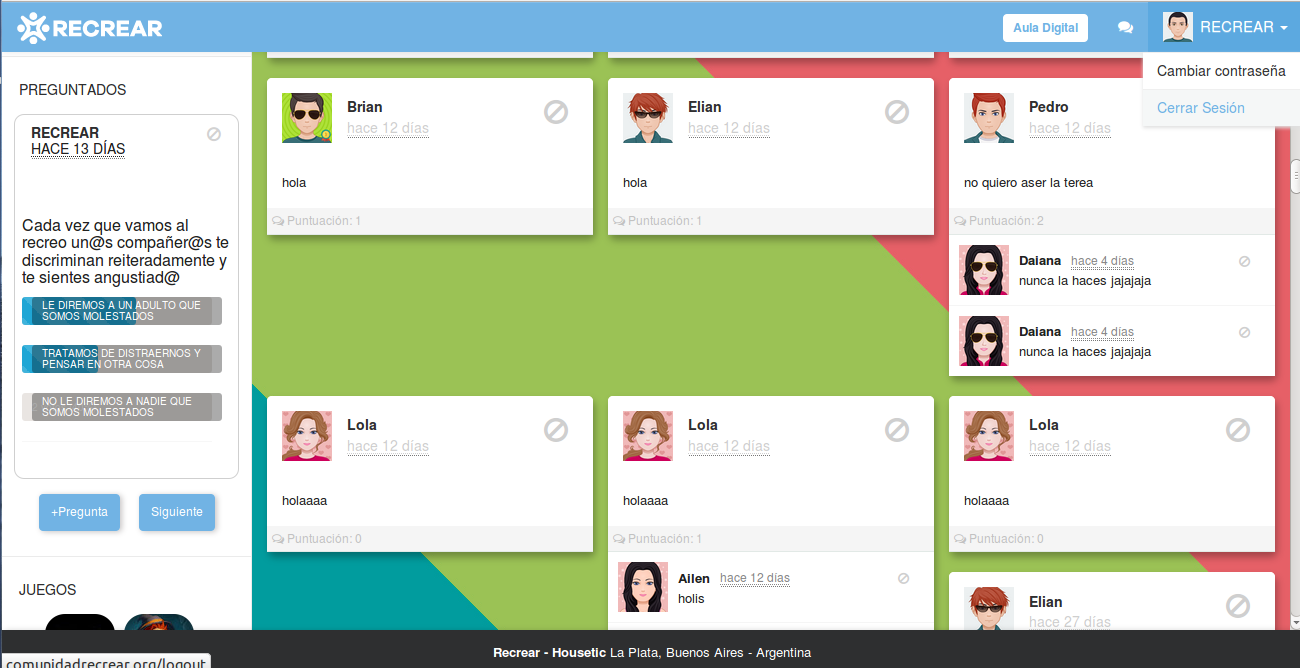 RECREAR
Aula Digital
RECREAR
Cambiar contraseña
Cerrar Sesión
PREGUNTADOS
RECREAR
HACE 13 DÍAS
Cada vez que vamos al
recreo un@s compañer@s te
discriminan reiteradamente y
te sientes angustiad@
LE DIREMOS A UN ADULTO QUE
SOMOS MOLESTADOS
TRATAMOS DE DISTRAERNOS Y
PENSAR EN OTRA COSA
NO LE DIREMOS A NADIE QUE
SOMOS MOLESTADOS
+Pregunta
Siguiente
JUEGOS
Brian
hace 12 días
hola
Puntuación: 1
Elian
hace 12 días
hola
Puntuación: 1
Pedro
hace 12 días
no quiero aser la terea
Puntuación: 2
Daiana hace 4 días
nunca la haces jajajaja
Daiana hace 4 días
nunca la haces jajajaja
Lola
hace 12 días
holaaaa
Puntuación: 0
Lola
hace 12 días
holaaaa
Puntuación: 1
Ailen hace 12 días
holis
Lola
hace 12 días
holaaaa
Puntuación: 0
Elian
hace 27 días
Recrear - Housetic La Plata, Buenos Aires - Argentina
comunidadrecrear.org/logout